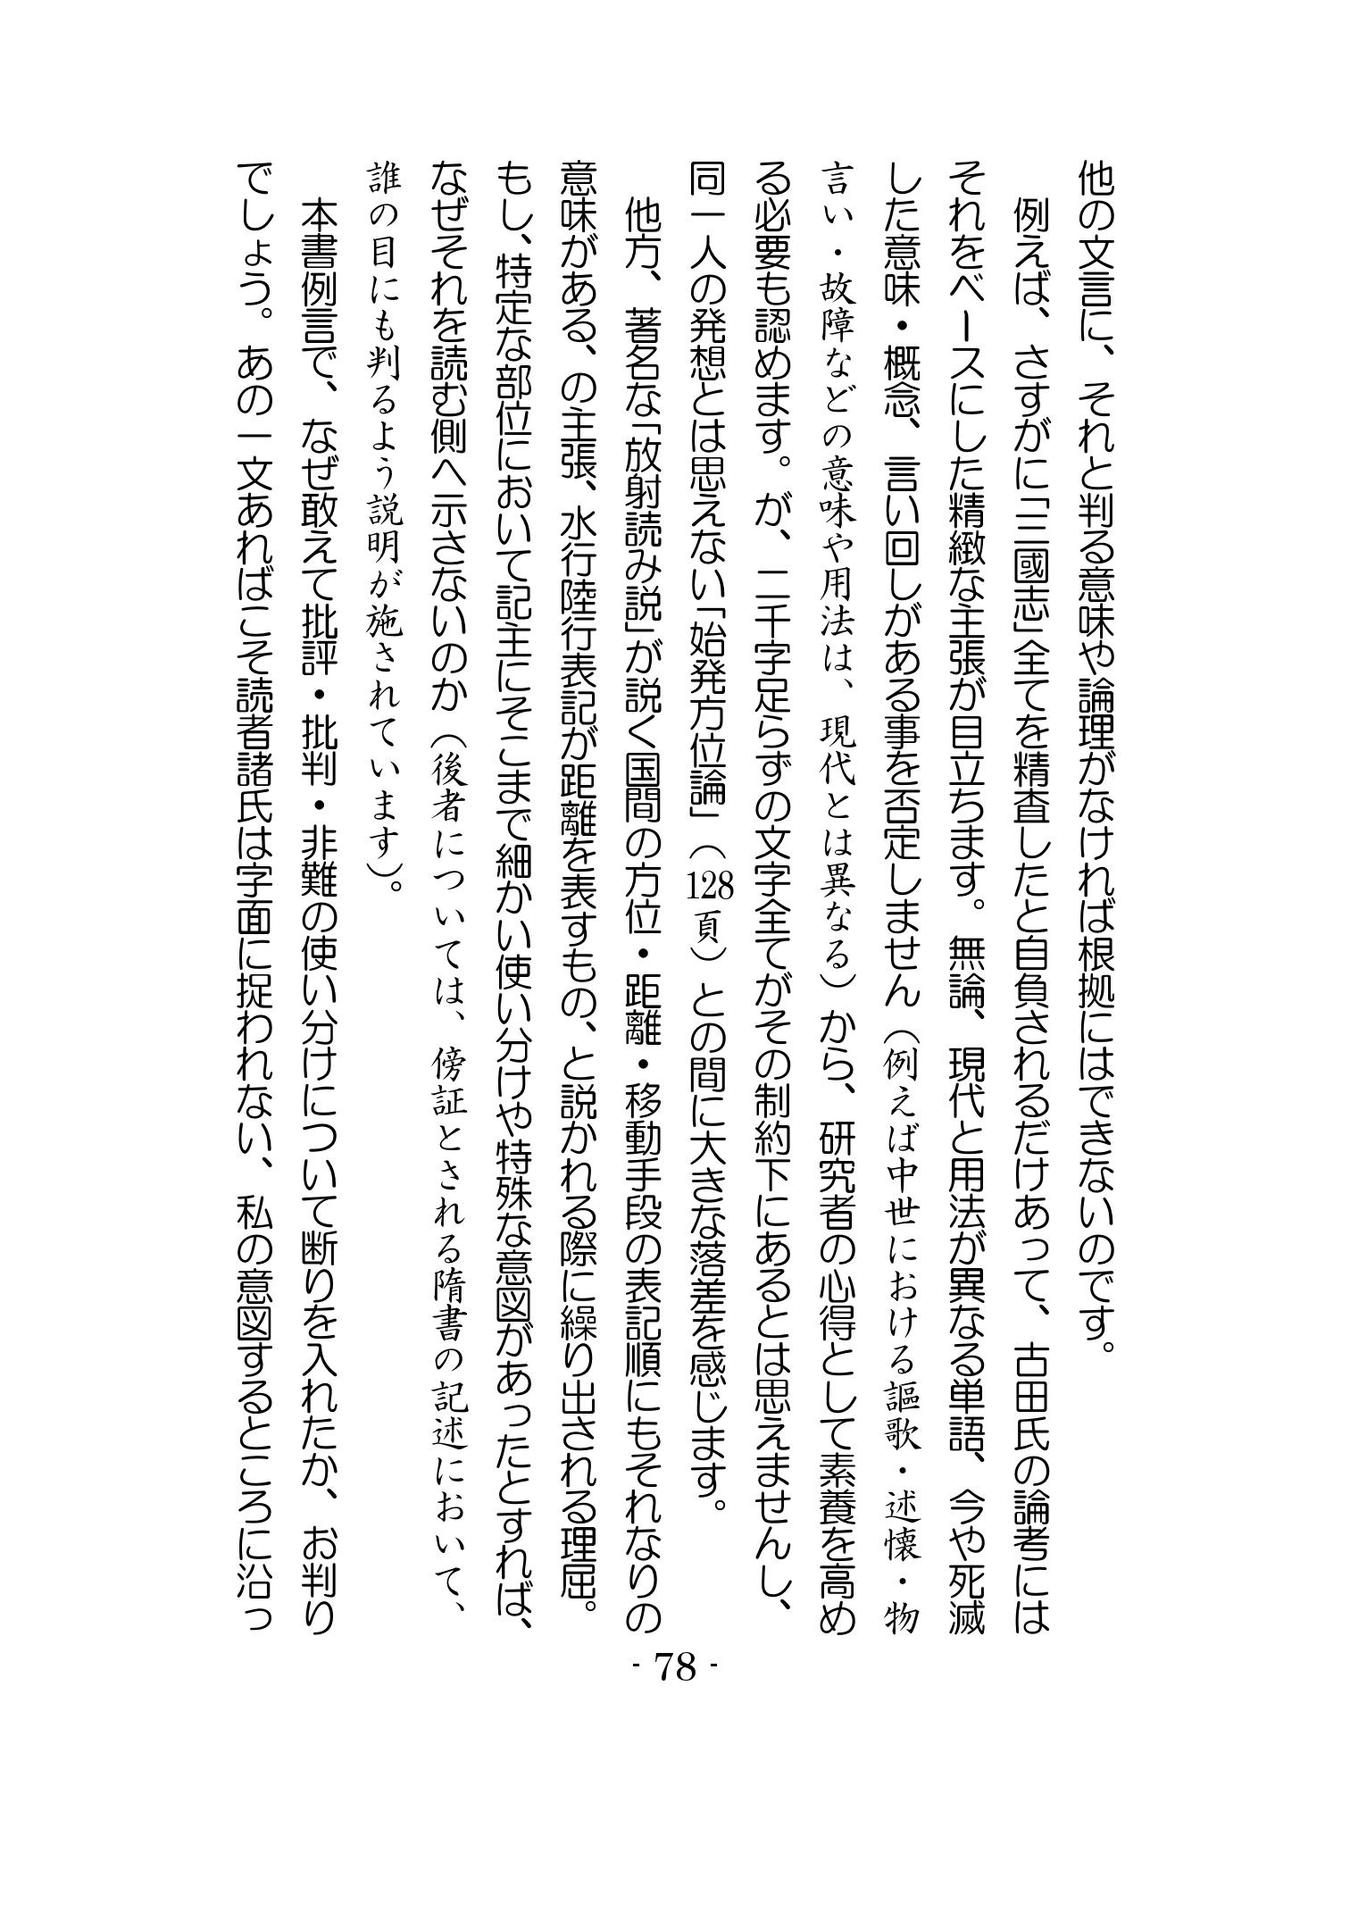 他の文言に、それと判る意味や論理がなければ根拠にはできないのです。
　例えば、さすがに「三國志」全てを精査したと自負されるだけあって、古田氏の論考には
それをベースにした精緻な主張が目立ちます。無論、現代と用法が異なる単語、今や死滅
した意味・概念、言い回しがある事を否定しません（例えば中世における謳歌・述懐・物
言い・故障などの意味や用法は、現代とは異なる）から、研究者の心得として素養を高め
る必要も認めます。が、二千字足らずの文字全てがその制約下にあるとは思えませんし、
同一人の発想とは思えない「始発方位論」（128頁）との間に大きな落差を感じます。
　他方、著名な「放射読み説」が説く国間の方位・距離・移動手段の表記順にもそれなりの
意味がある、の主張、水行陸行表記が距離を表すもの、と説かれる際に繰り出される理屈。
もし、特定な部位において記主にそこまで細かい使い分けや特殊な意図があったとすれば、
なぜそれを読む側へ示さないのか（後者については、傍証とされる隋書の記述において、
誰の目にも判るよう説明が施されています）。
　本書例言で、なぜ敢えて批評・批判・非難の使い分けについて断りを入れたか、お判り
でしょう。あの一文あればこそ読者諸氏は字面に捉われない、私の意図するところに沿っ
- 78 -